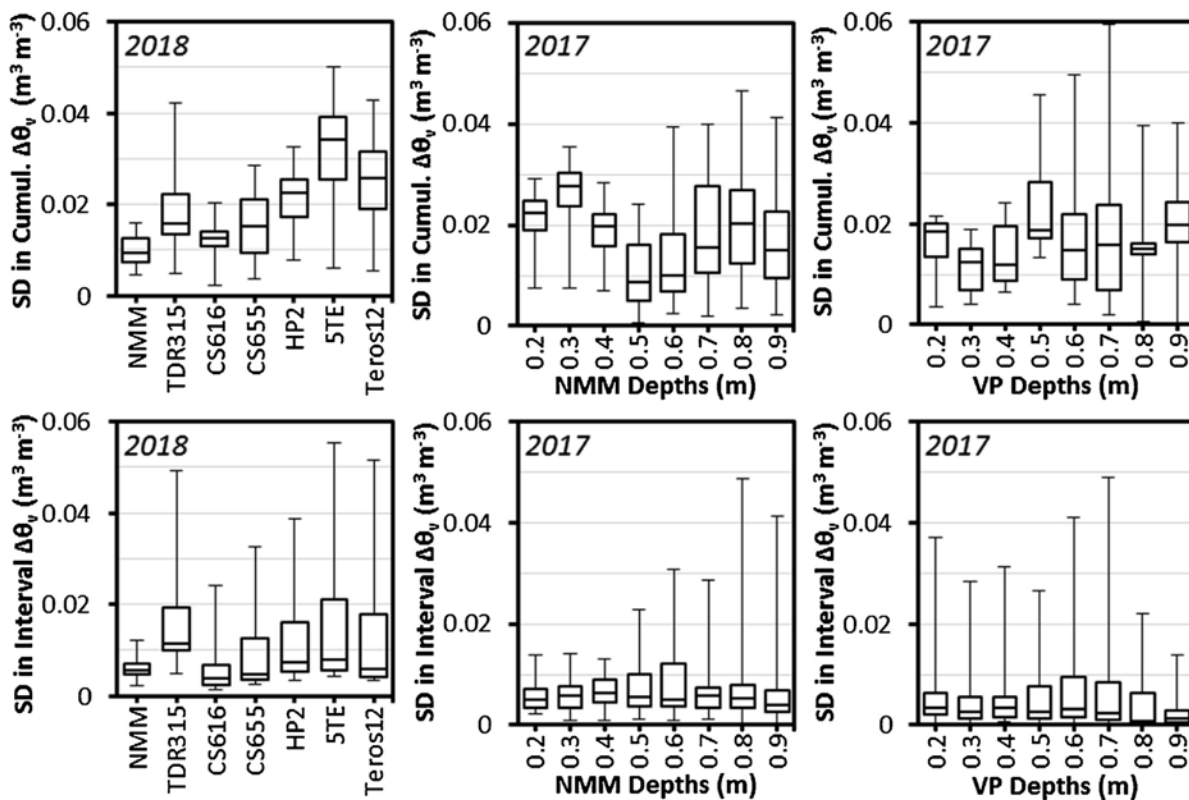 SD in Cumul. Δθᵥ (m³ m⁻³)
0.06
0.04
0.02
0
2018
NMM
TDR315
CS616
CS655
HP2
5TE
Teros12
SD in Cumul. Δθᵥ (m³ m⁻³)
0.06
0.04
0.02
0
2017
0.2
0.3
0.4
0.5
0.6
0.7
0.8
0.9
NMM Depths (m)
SD in Cumul. Δθᵥ (m³ m⁻³)
0.06
0.04
0.02
0
2017
0.2
0.3
0.4
0.5
0.6
0.7
0.8
0.9
VP Depths (m)
SD in Interval Δθᵥ (m³ m⁻³)
0.06
0.04
0.02
0
2018
NMM
TDR315
CS616
CS655
HP2
5TE
Teros12
SD in Interval Δθᵥ (m³ m⁻³)
0.06
0.04
0.02
0
2017
0.2
0.3
0.4
0.5
0.6
0.7
0.8
0.9
NMM Depths (m)
SD in Interval Δθᵥ (m³ m⁻³)
0.06
0.04
0.02
0
2017
0.2
0.3
0.4
0.5
0.6
0.7
0.8
0.9
VP Depths (m)